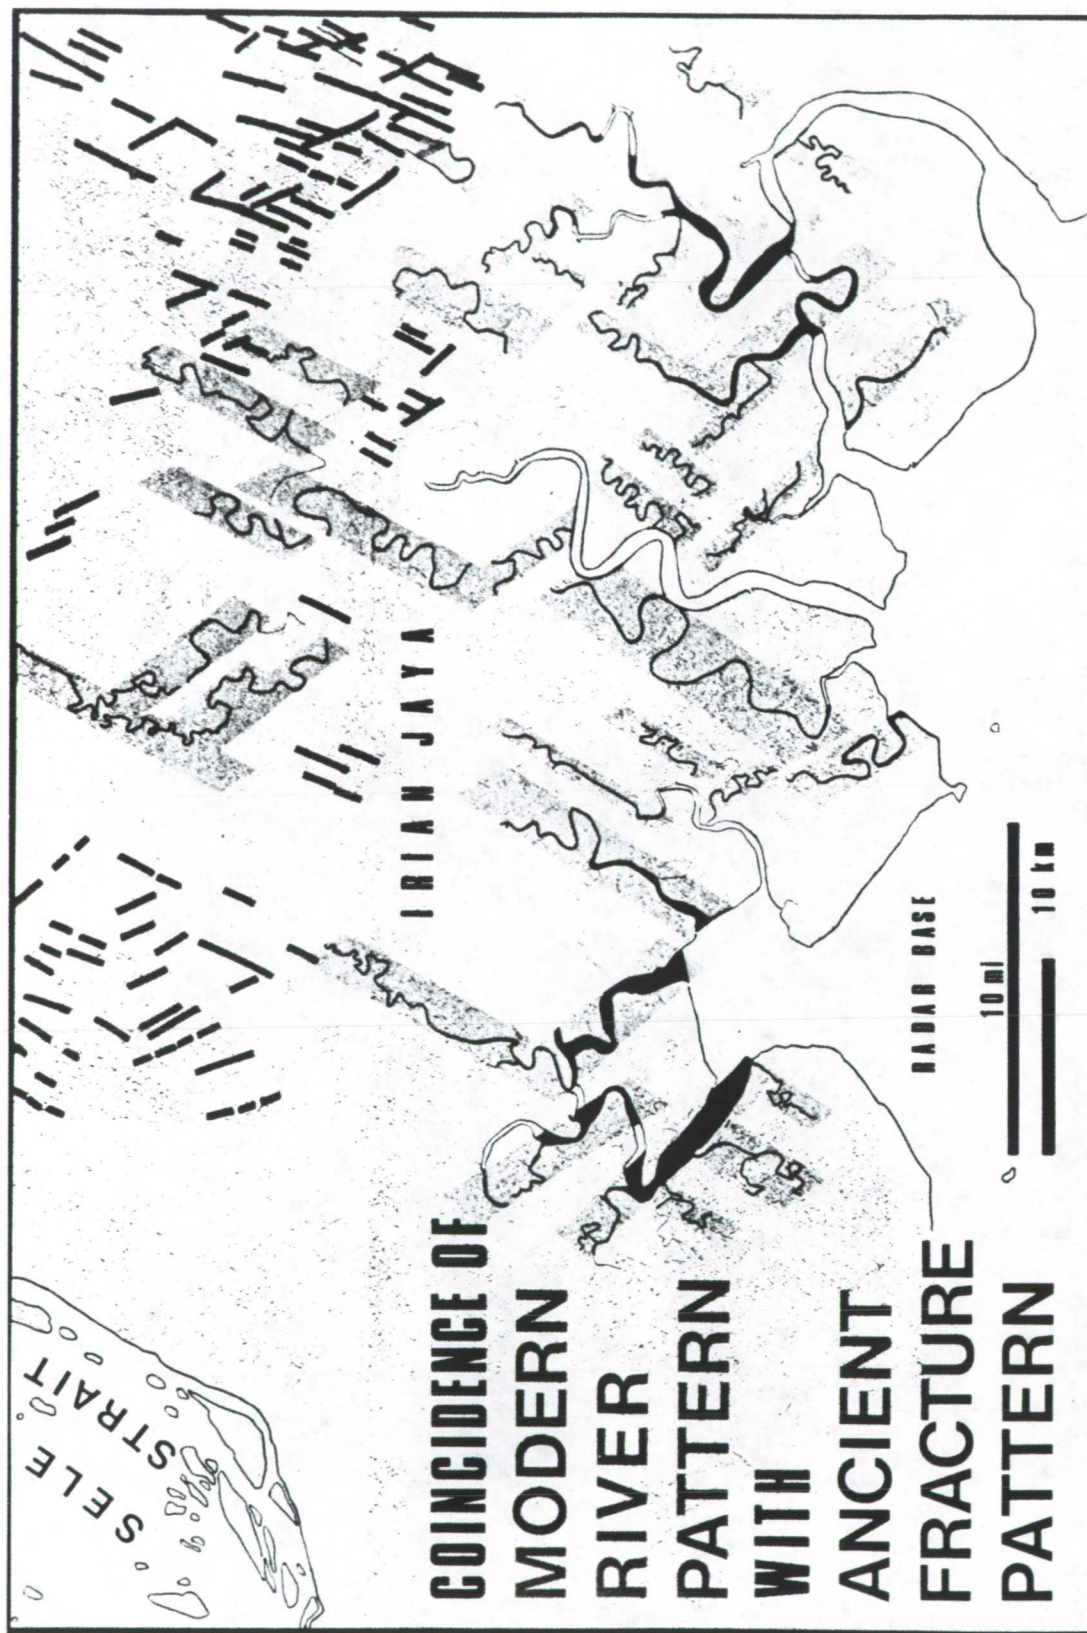 SELE
STRAIT
IRIAN JAYA
COINCIDENCE OF
MODERN
RIVER
PATTERN
WITH
ANCIENT
FRACTURE
PATTERN
RADAR BASE
10 mi
10 km